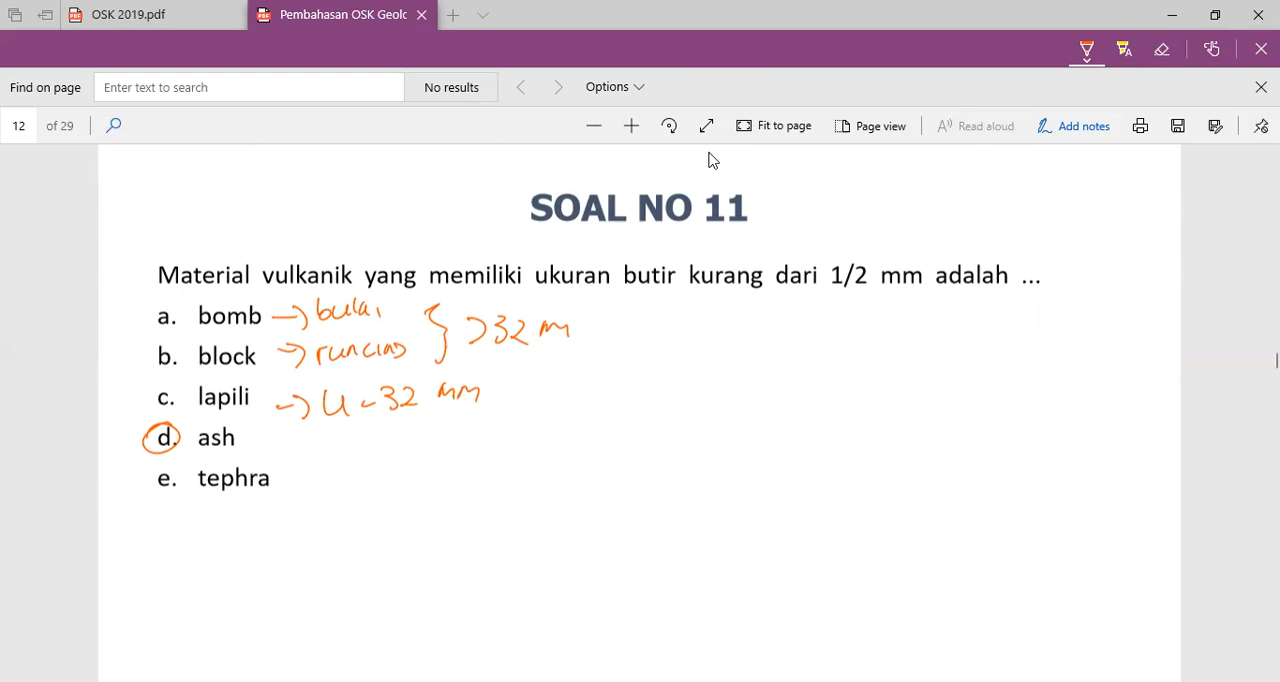 OSK 2019.pdf
Pembahasan OSK Geolo
Find on page
Enter text to search
No results
Options
12 of 29
Fit to page
Page view
Read aloud
Add notes
SOAL NO 11
Material vulkanik yang memiliki ukuran butir kurang dari 1/2 mm adalah ...
a. bomb → bulat
b. block → runcing } >32 m
c. lapili → 4 - 32 mm
d. ash
e. tephra